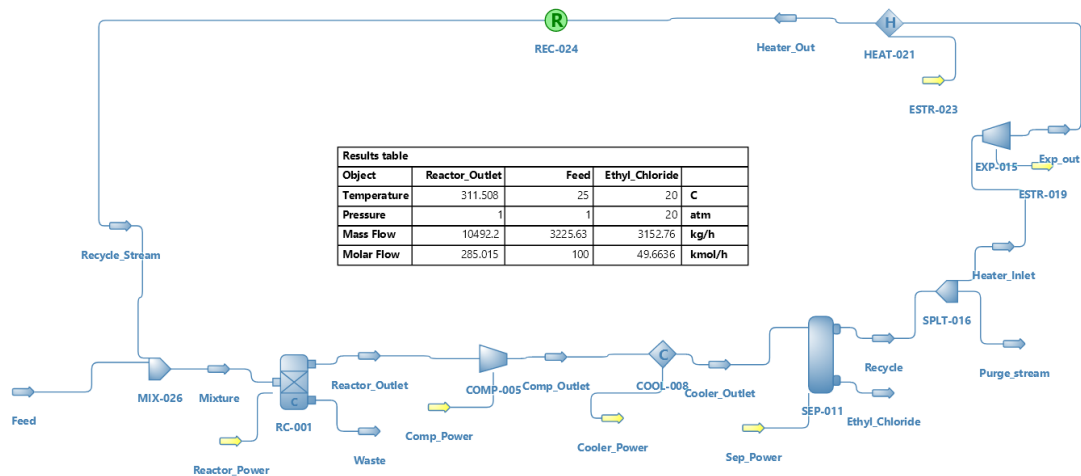 R
REC-024
Heater_Out
H
HEAT-021
ESTR-023
EXP-015
Exp_out
ESTR-019
Results table
Object Reactor_Outlet Feed Ethyl_Chloride
Temperature 311.508 25 20 C
Pressure 1 1 20 atm
Mass Flow 10492.2 3225.63 3152.76 kg/h
Molar Flow 285.015 100 49.6636 kmol/h
Recycle_Stream
Heater_Inlet
SPLT-016
Recycle
Purge_stream
Feed
MIX-026
Mixture
C
RC-001
Reactor_Power
Reactor_Outlet
Waste
COMP-005
Comp_Power
Comp_Outlet
C
COOL-008
Cooler_Power
Cooler_Outlet
SEP-011
Sep_Power
Ethyl_Chloride